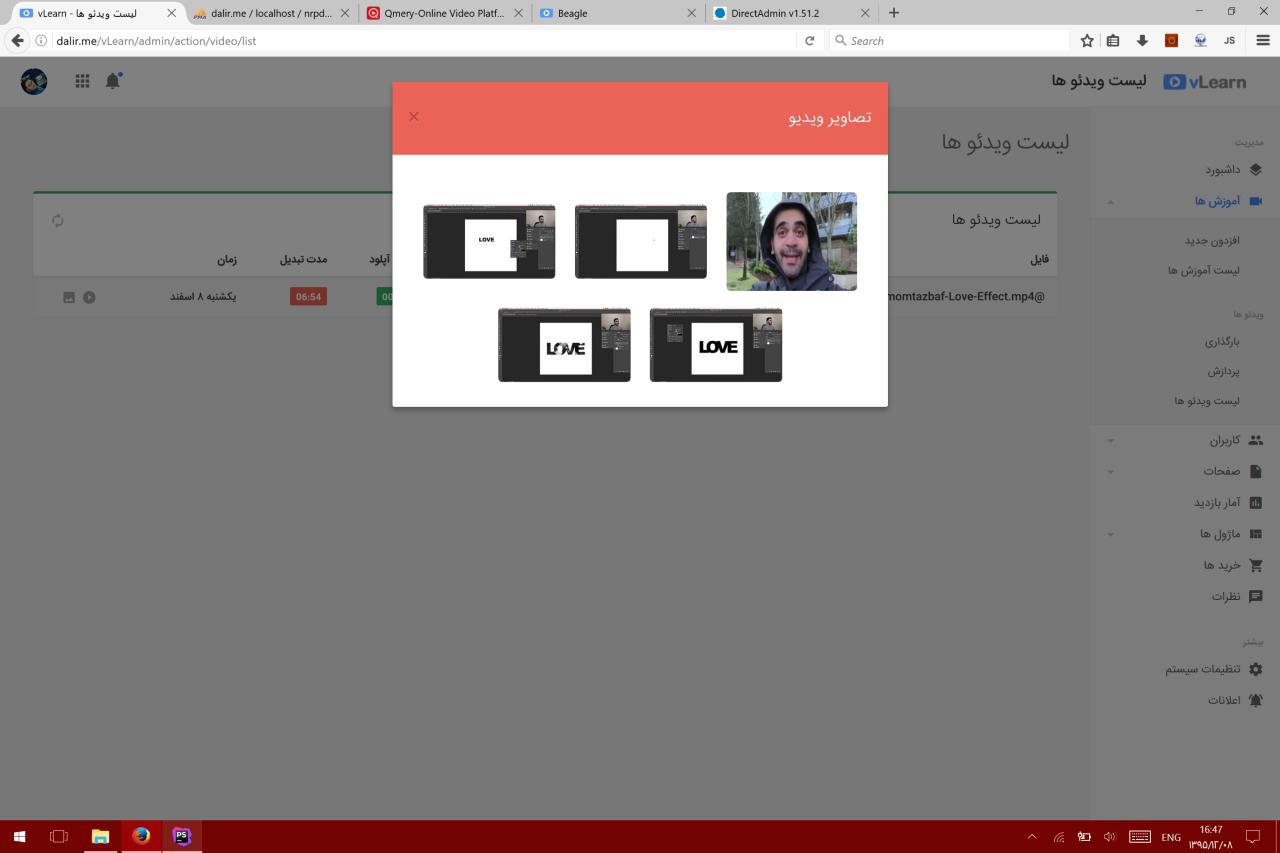 vLearn - لیست ویدئو ها
dalir.me / localhost / nrpd...
Qmery-Online Video Platf...
Beagle
DirectAdmin v1.51.2
dalir.me/vLearn/admin/action/video/list
Search
JS
vLearn
لیست ویدئو ها
تصاویر ویدیو
LOVE
LOVE
LOVE
لیست ویدئو ها
لیست ویدئو ها
فایل
آپلود
مدت تبدیل
زمان
momtazbaf-Love-Effect.mp4@
00
06:54
یکشنبه ۸ اسفند
مدیریت
داشبورد
آموزش ها
افزدون جدید
لیست آموزش ها
ویدئو ها
بارگذاری
پردازش
لیست ویدئو ها
کاربران
صفحات
آمار بازدید
ماژول ها
خرید ها
نظرات
بیشتر
تنظیمات سیستم
اعلانات
PS
ENG
16:47
۱۳۹۵/۱۲/۰۸